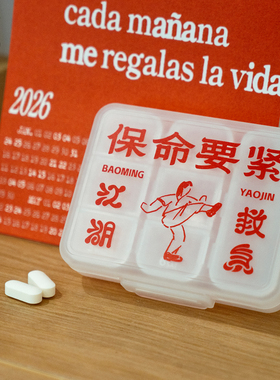 cada mañana
me regalas la vida
2026
保命要紧
BAOMING
YAOJIN
江湖
救急